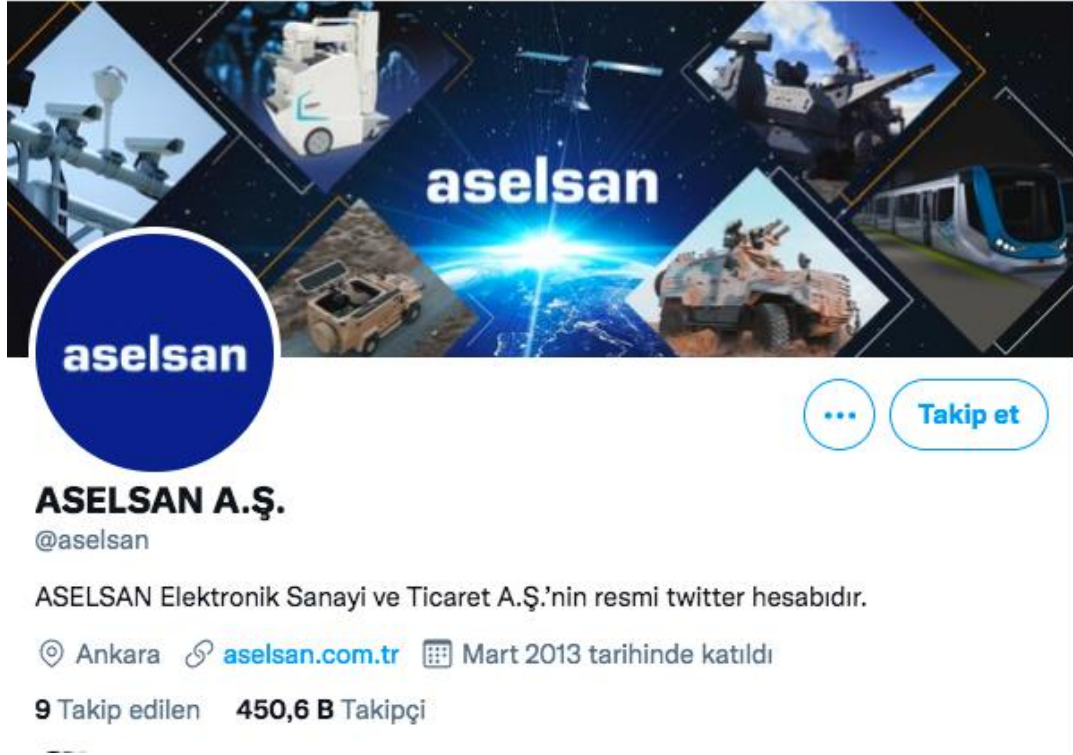 aselsan
aselsan
Takip et
ASELSAN A.Ş.
@aselsan
ASELSAN Elektronik Sanayi ve Ticaret A.Ş.'nin resmi twitter hesabıdır.
Ankara aselsan.com.tr Mart 2013 tarihinde katıldı
9 Takip edilen 450,6 B Takipçi